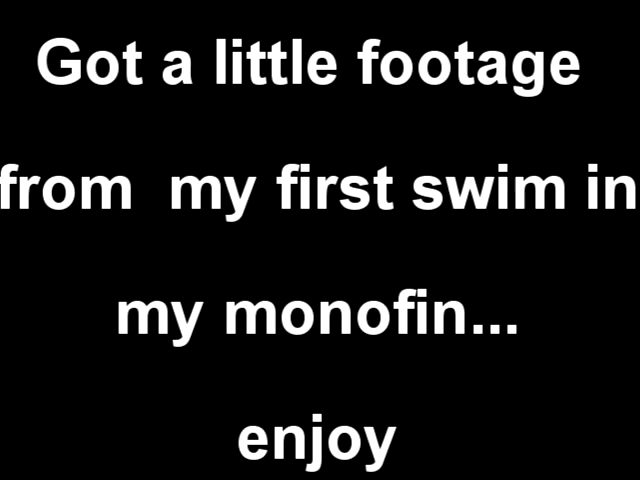 Got a little footage
from  my first swim in
my monofin...
enjoy